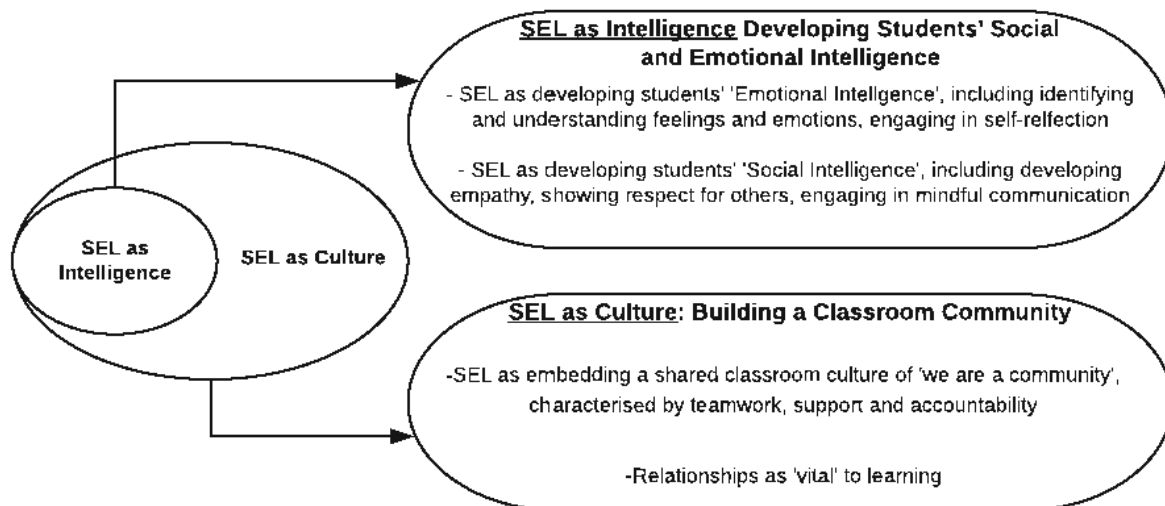 SEL as Intelligence Developing Students' Social
and Emotional Intelligence
- SEL as developing students' 'Emotional Intellgence', including identifying
and understanding feelings and emotions, engaging in self-relfection
- SEL as developing students' 'Social Intelligence', including developing
empathy, showing respect for others, engaging in mindful communication
SEL as
Intelligence
SEL as Culture
SEL as Culture: Building a Classroom Community
-SEL as embedding a shared classroom culture of 'we are a community',
characterised by teamwork, support and accountability
-Relationships as 'vital' to learning